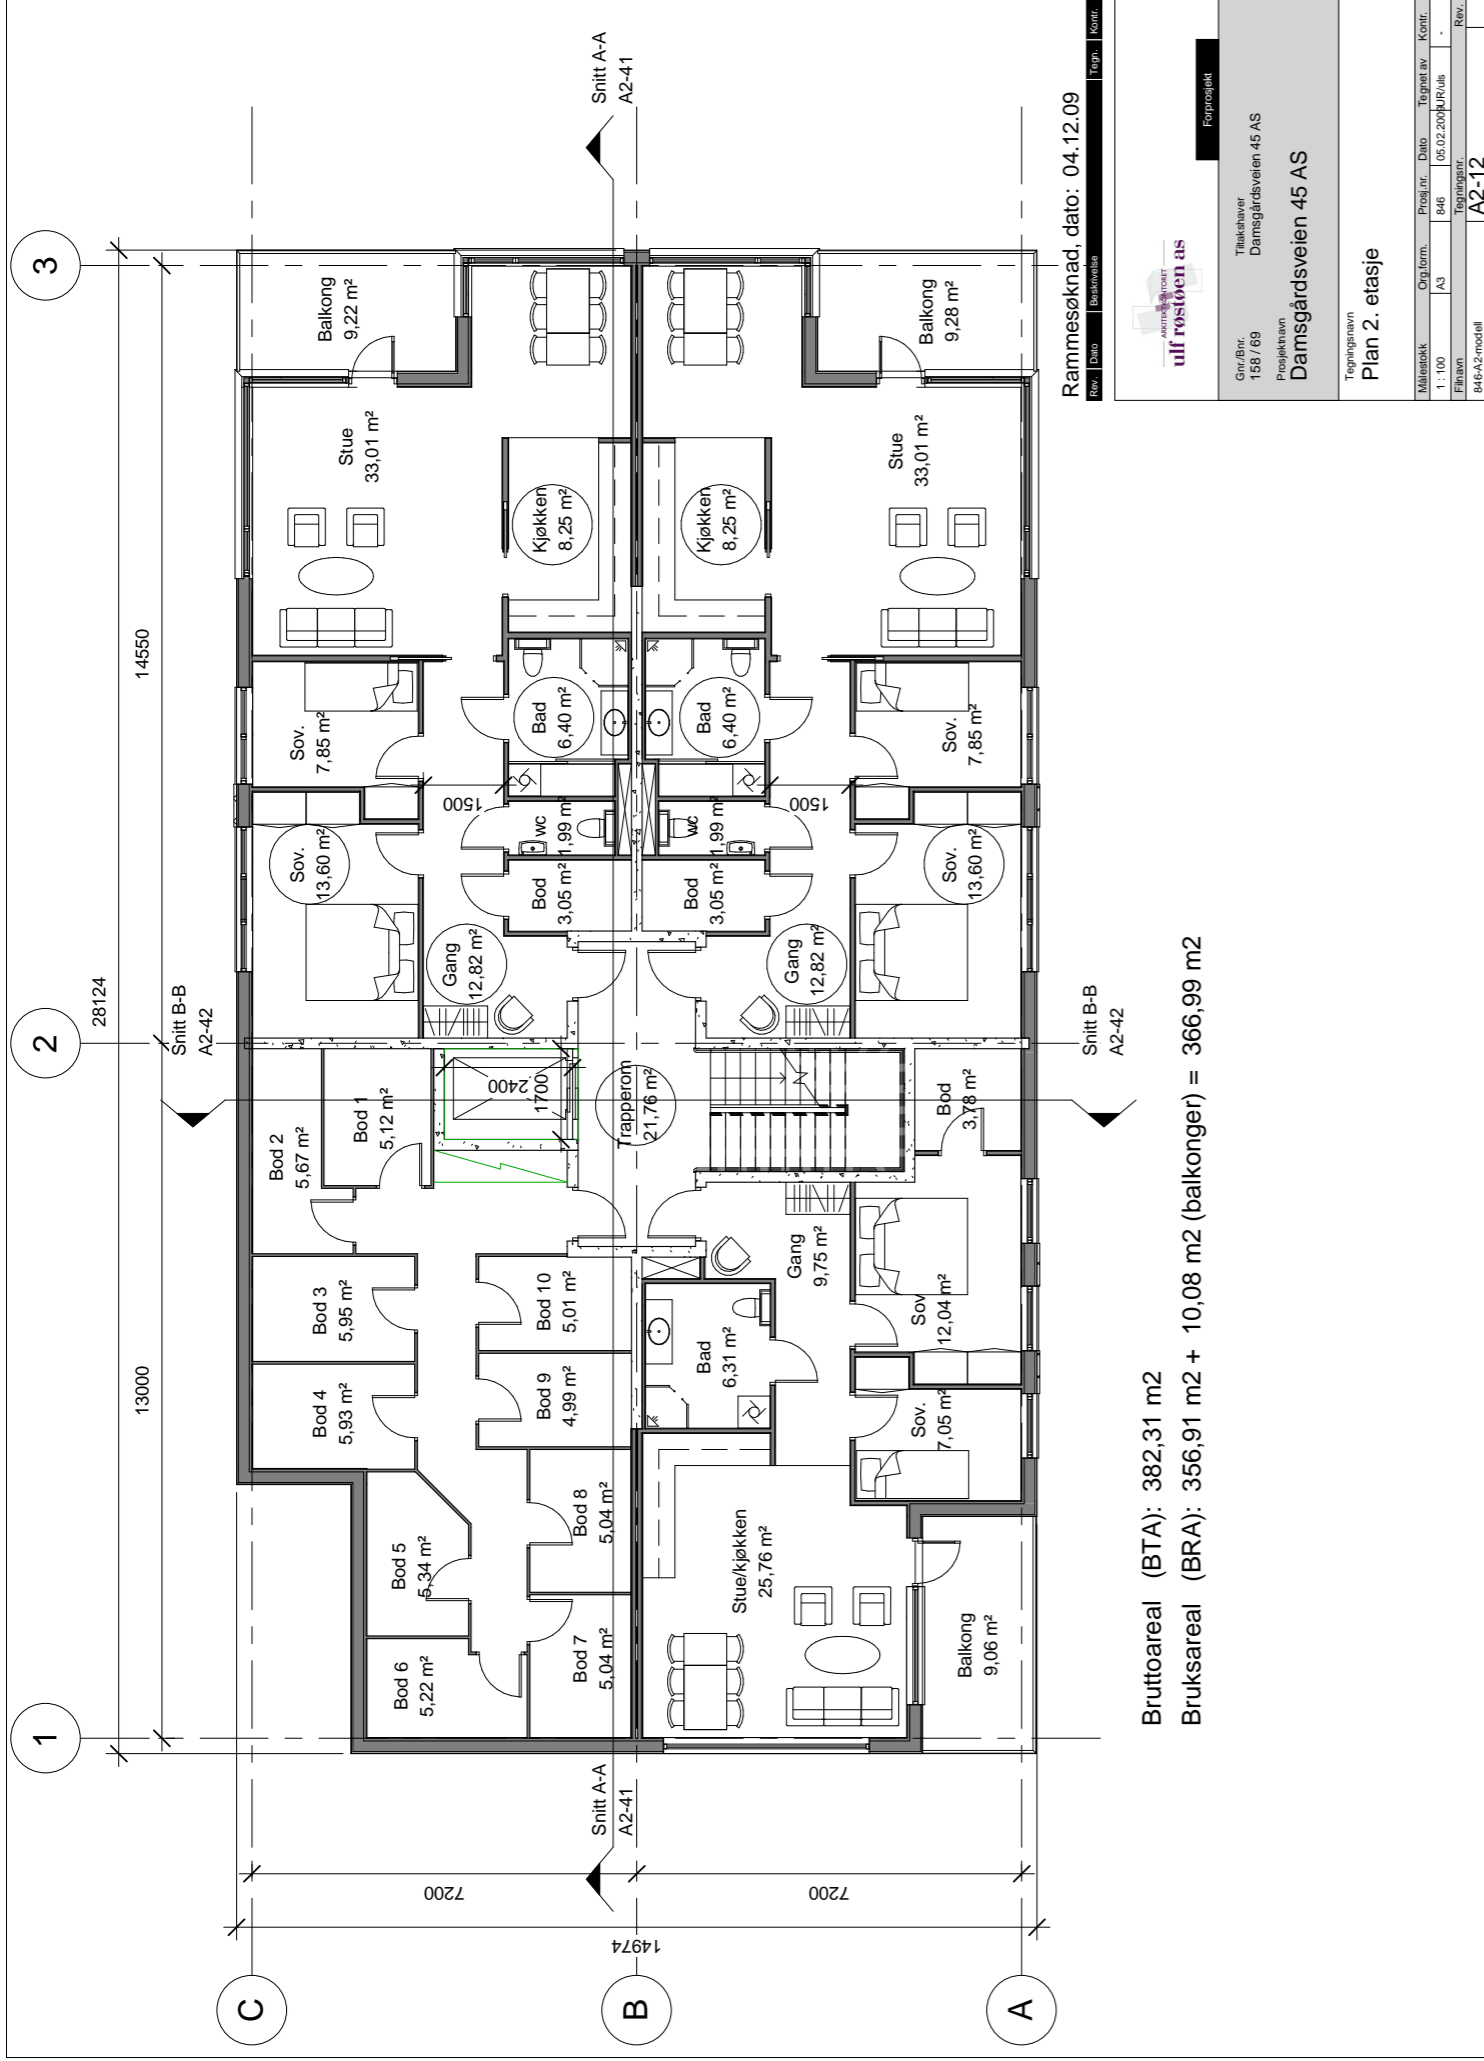 1
2
3
28124
13000
14550
Snitt B-B
A2-42
C
B
A
7200
7200
14974
Snitt A-A
A2-41
Snitt A-A
A2-41
Snitt B-B
A2-42
Bod 2
5,67 m²
Bod 1
5,12 m²
Bod 3
5,95 m²
Bod 4
5,93 m²
Bod 5
5,34 m²
Bod 6
5,22 m²
Bod 7
5,04 m²
Bod 8
5,04 m²
Bod 9
4,99 m²
Bod 10
5,01 m²
2400
1700
Trapperom
21,76 m²
Sov.
13,60 m²
Sov.
7,85 m²
Gang
12,82 m²
1500
Bod
3,05 m²
wc
1,99 m²
Bad
6,40 m²
Kjøkken
8,25 m²
Stue
33,01 m²
Balkong
9,22 m²
Bod
3,05 m²
wc
1,99 m²
Bad
6,40 m²
Kjøkken
8,25 m²
Gang
12,82 m²
1500
Sov.
13,60 m²
Sov.
7,85 m²
Stue
33,01 m²
Balkong
9,28 m²
Stue/kjøkken
25,76 m²
Bad
6,31 m²
Gang
9,75 m²
Sov.
7,05 m²
Sov
12,04 m²
Bod
3,78 m²
Balkong
9,06 m²
Bruttoareal (BTA): 382,31 m2
Bruksareal (BRA): 356,91 m2 + 10,08 m2 (balkonger) = 366,99 m2
Rammesøknad, dato: 04.12.09
Rev. Dato Beskrivelse Tegn. Kontr.
ARKITEKTKONTORET
ulf røstøen as
Forprosjekt
Gnr./Bnr. Tiltakshaver
158 / 69 Damsgårdsveien 45 AS
Prosjektnavn
Damsgårdsveien 45 AS
Tegningsnavn
Plan 2. etasje
Målestokk Org.form. Prosj.nr. Dato Tegnet av Kontr.
1 : 100 A3 846 05.02.2009 UR/uls -
Filnavn Tegningsnr. Rev.
846-A2-modell A2-12